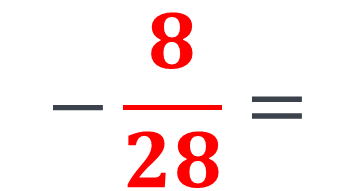 − 8/28 =